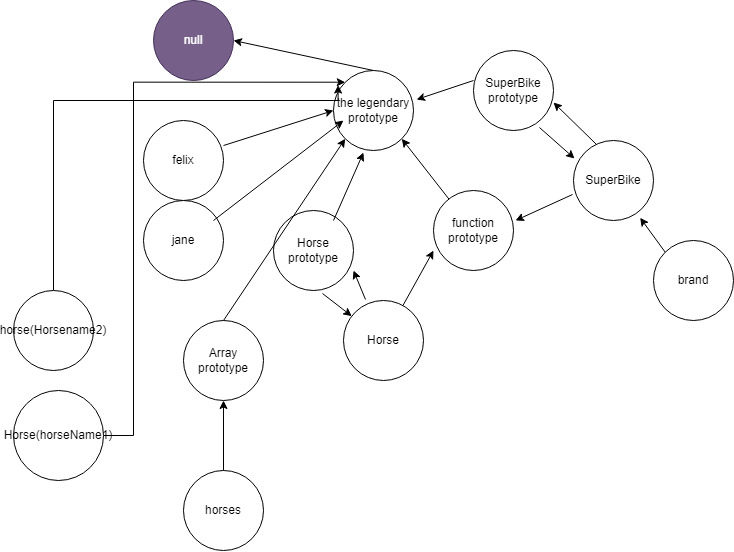 null
SuperBike
prototype
the legendary
prototype
felix
SuperBike
jane
function
prototype
Horse
prototype
brand
horse(Horsename2)
Horse
Array
prototype
Horse(horseName1)
horses